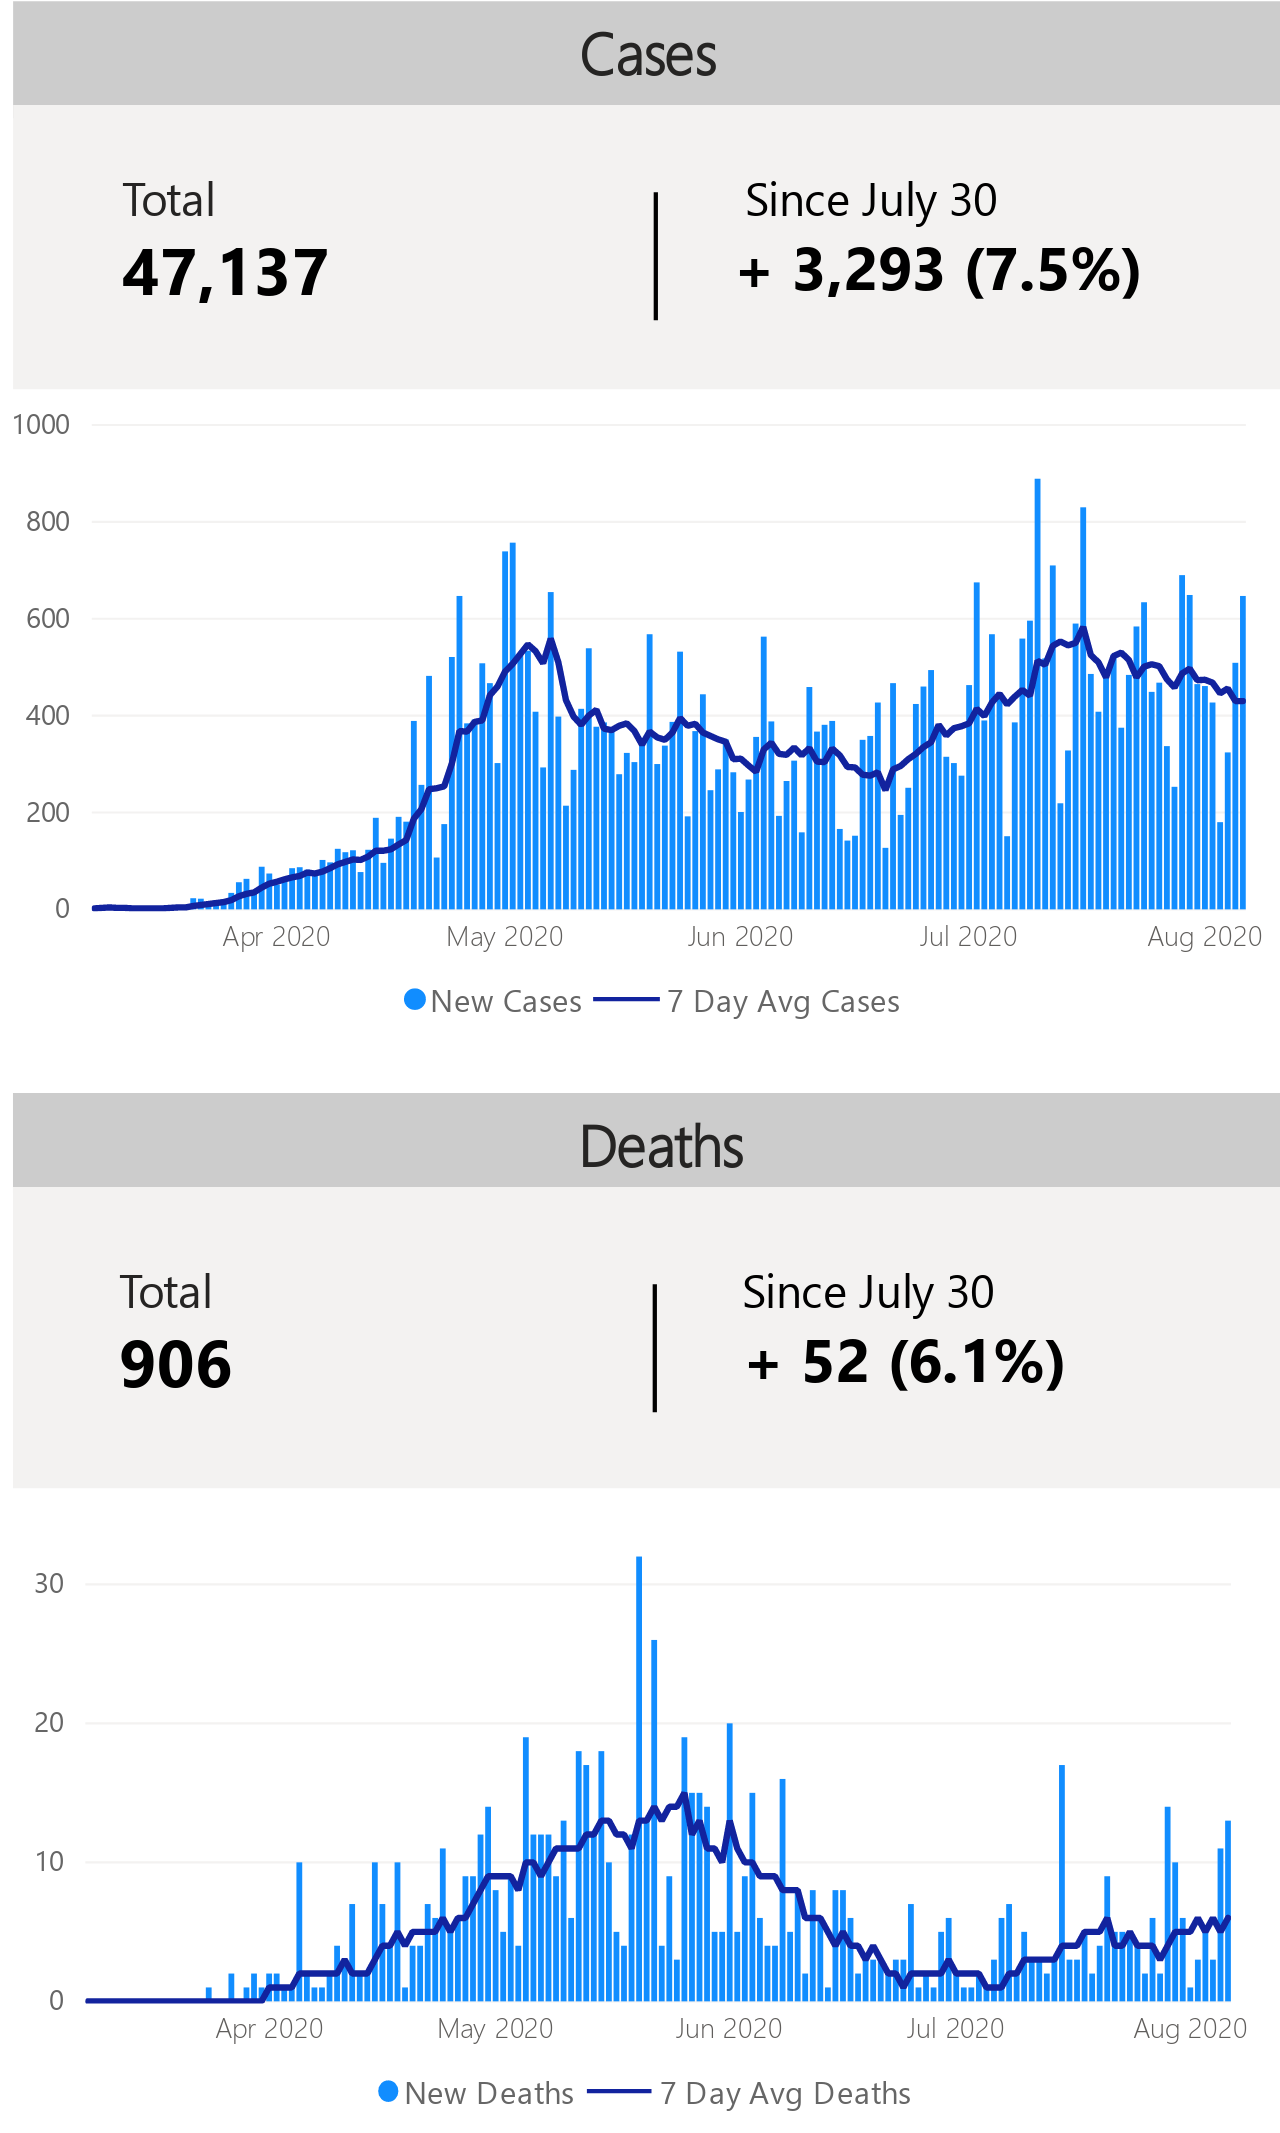 Cases
Total
Since July 30
47,137
+ 3,293 (7.5%)
1000
800
600
400
200
0
Apr 2020 May 2020 Jun 2020 Jul 2020 Aug 2020
New Cases 7 Day Avg Cases
Deaths
Total
Since July 30
906
+ 52 (6.1%)
30
20
10
0
Apr 2020 May 2020 Jun 2020 Jul 2020 Aug 2020
New Deaths 7 Day Avg Deaths